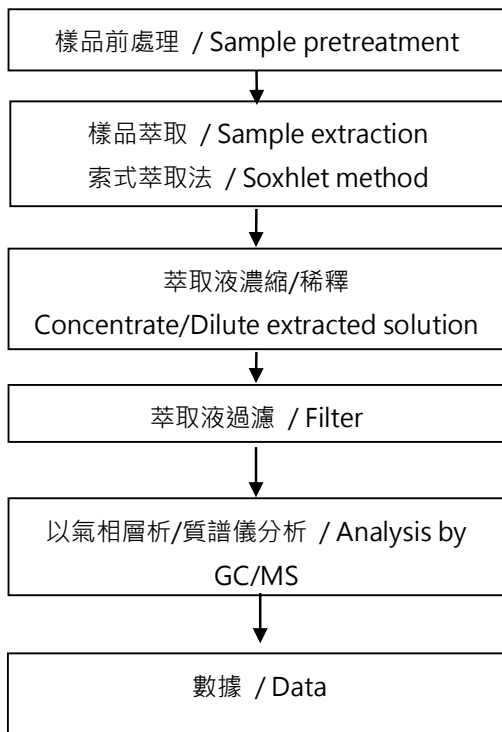 樣品前處理 / Sample pretreatment
樣品萃取 / Sample extraction
索式萃取法 / Soxhlet method
萃取液濃縮/稀釋
Concentrate/Dilute extracted solution
萃取液過濾 / Filter
以氣相層析/質譜儀分析 / Analysis by
GC/MS
數據 / Data